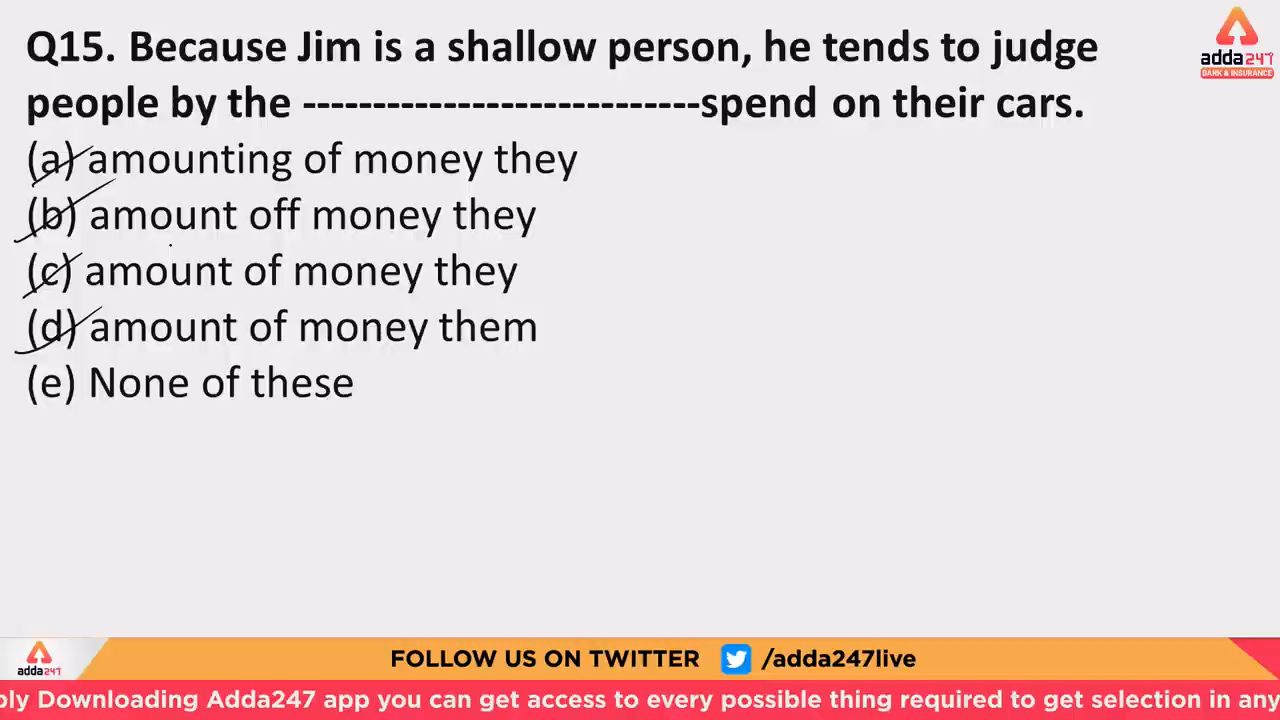 Q15. Because Jim is a shallow person, he tends to judge
people by the ----------------------------spend on their cars.
(a) amounting of money they
(b) amount off money they
(c) amount of money they
(d) amount of money them
(e) None of these
adda247
BANK & INSURANCE
adda247
FOLLOW US ON TWITTER /adda247live
ply Downloading Adda247 app you can get access to every possible thing required to get selection in any